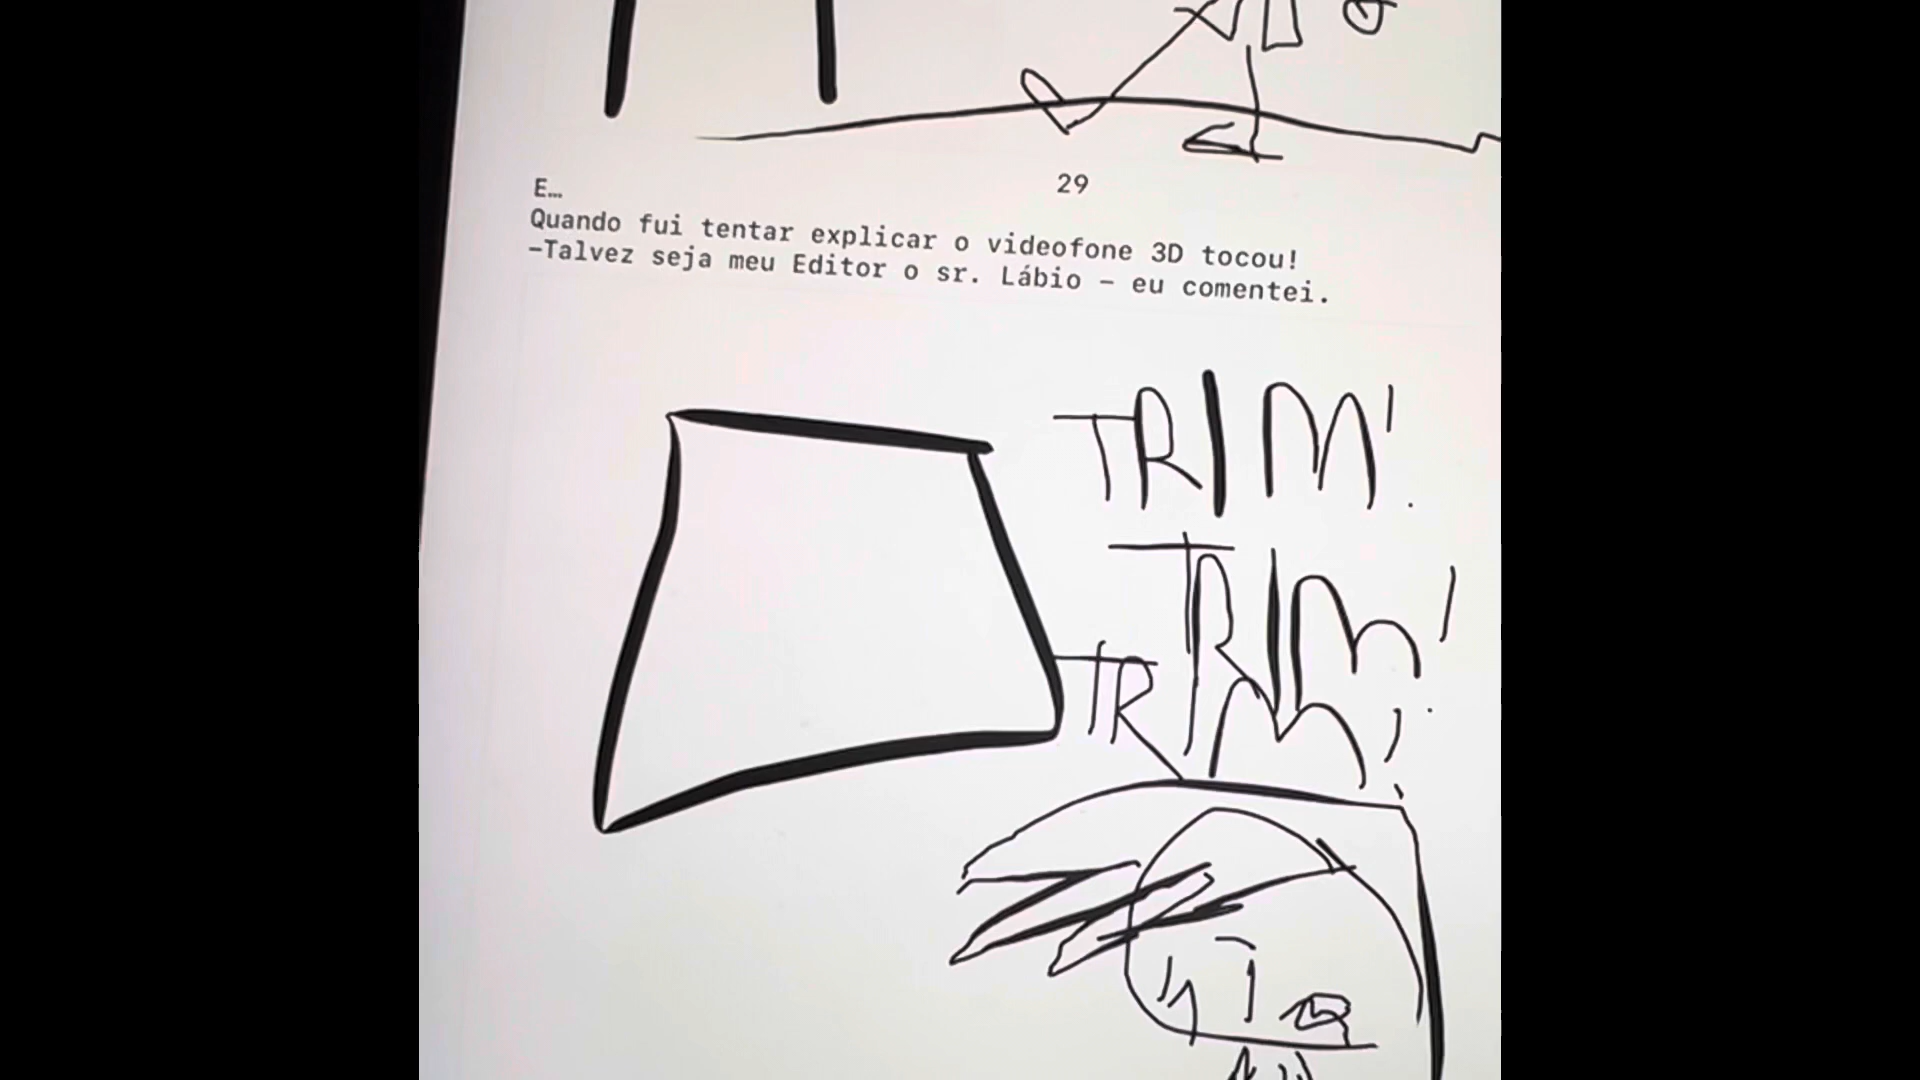 29
E…
Quando fui tentar explicar o videofone 3D tocou!
—Talvez seja meu Editor o sr. Lábio — eu comentei.
TRIM!
TRIM!
TRIM!